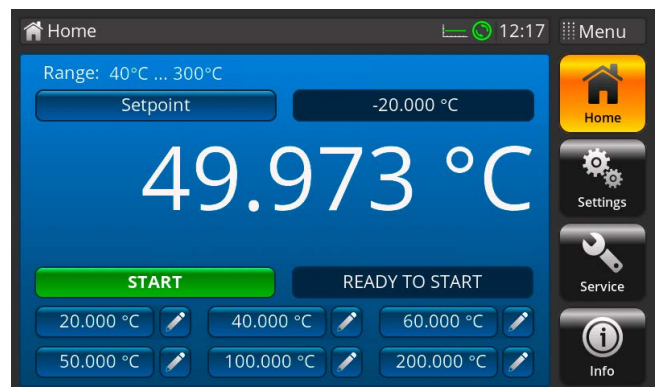 Home 12:17 Menu
Range: 40°C ... 300°C
Setpoint -20.000 °C
Home
49.973 °C
Settings
START READY TO START
Service
20.000 °C 40.000 °C 60.000 °C
50.000 °C 100.000 °C 200.000 °C
Info